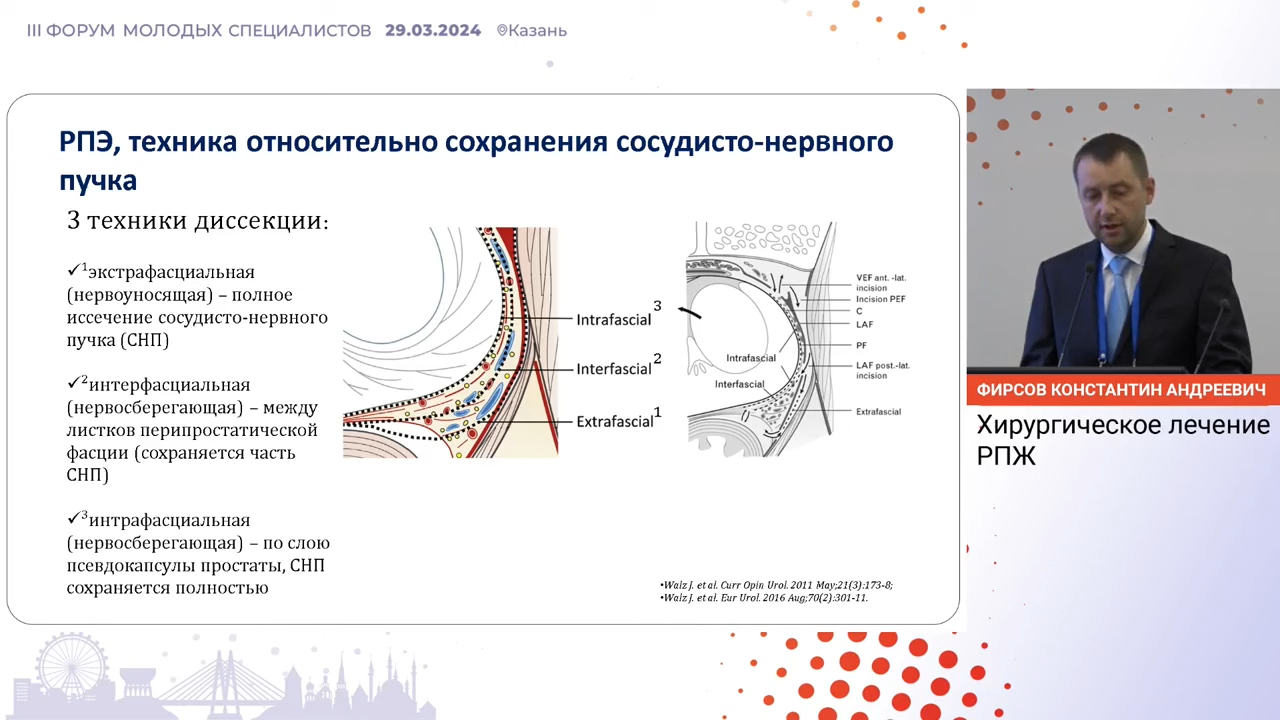 III ФОРУМ МОЛОДЫХ СПЕЦИАЛИСТОВ 29.03.2024 Казань
РПЭ, техника относительно сохранения сосудисто-нервного
пучка
3 техники диссекции:
✓¹экстрафасциальная
(нервоуносящая) – полное
иссечение сосудисто-нервного
пучка (СНП)
✓²интерфасциальная
(нервосберегающая) – между
листков перипростатической
фасции (сохраняется часть
СНП)
✓³интрафасциальная
(нервосберегающая) – по слою
псевдокапсулы простаты, СНП
сохраняется полностью
Intrafascial³
Interfascial²
Extrafascial¹
VEF ant. -lat.
incision
Incision PEF
C
LAF
PF
LAF post.-lat.
incision
Extrafascial
Intrafascial
Interfascial
•Walz J. et al. Curr Opin Urol. 2011 May;21(3):173-8;
•Walz J. et al. Eur Urol. 2016 Aug;70(2):301-11.
ФИРСОВ КОНСТАНТИН АНДРЕЕВИЧ
Хирургическое лечение
РПЖ